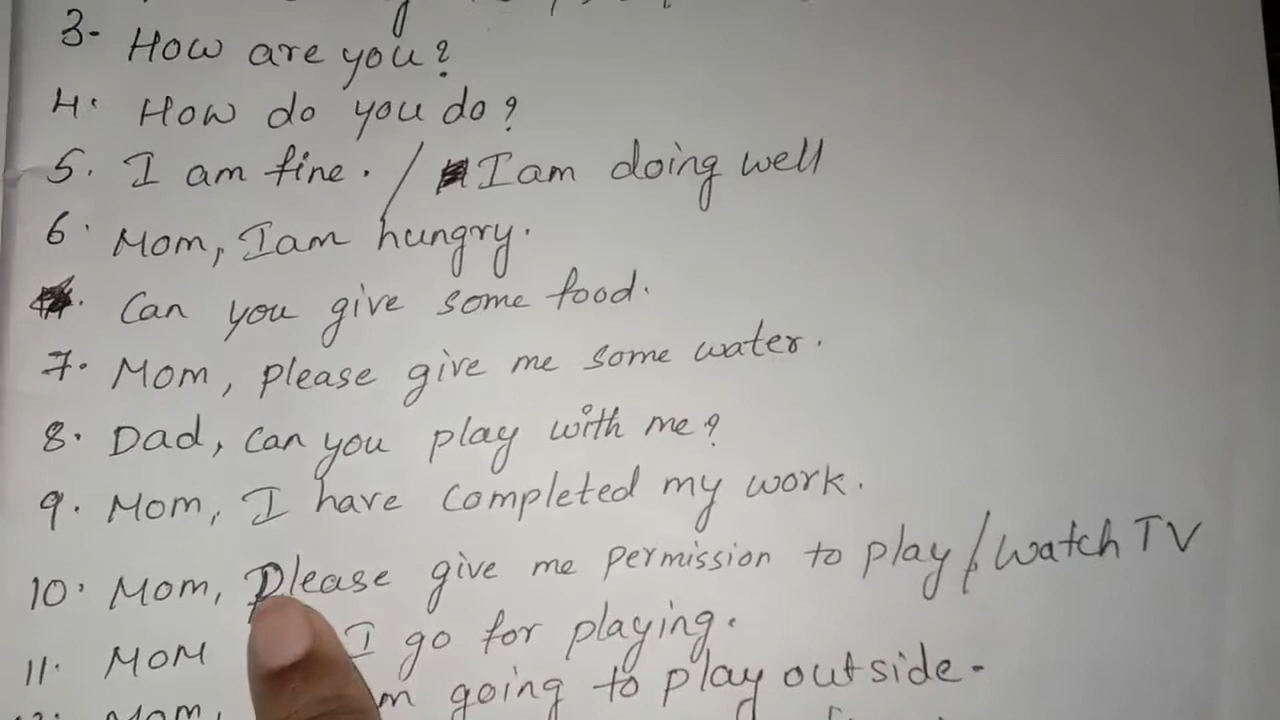 3- How are you?
4. How do you do?
5. I am fine. / I am doing well
6. Mom, I am hungry.
Can you give some food.
7. Mom, please give me some water.
8. Dad, can you play with me?
9. Mom, I have completed my work.
10. Mom, Please give me permission to play / watch TV
11. MOM I go for playing.
Mom, going to play outside.